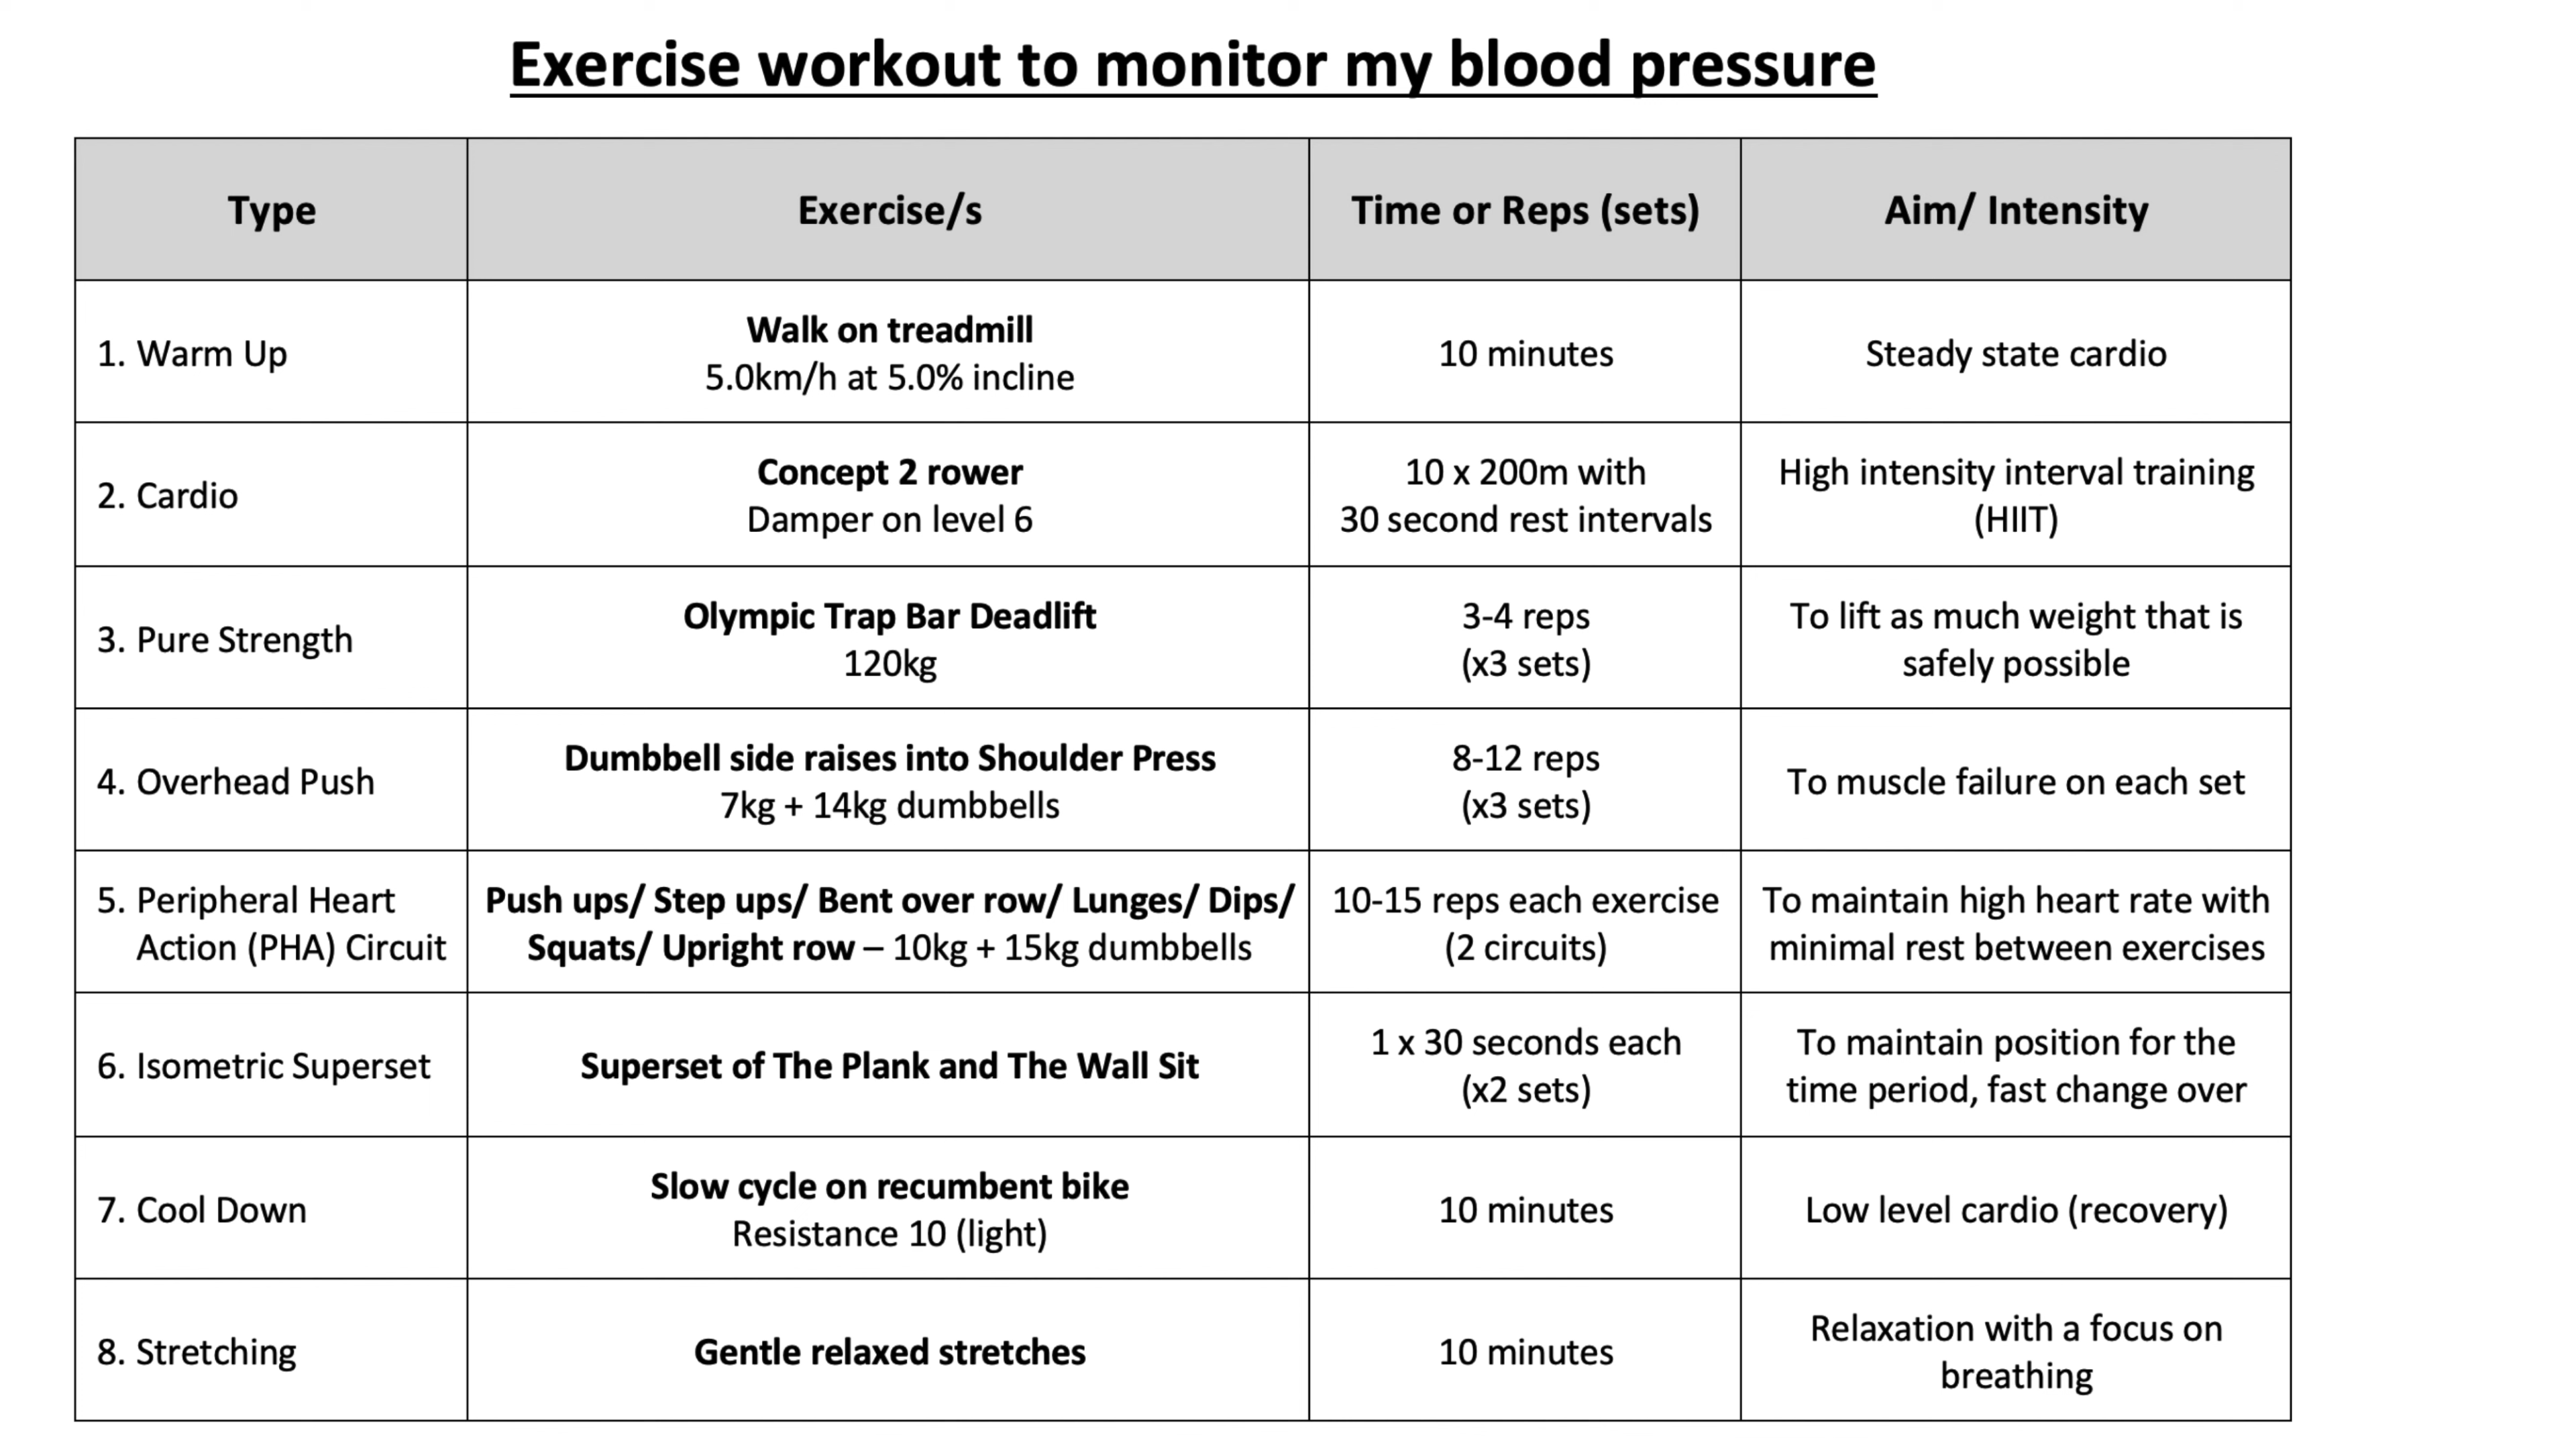 Exercise workout to monitor my blood pressure
Type
Exercise/s
Time or Reps (sets)
Aim/ Intensity
1. Warm Up
Walk on treadmill
5.0km/h at 5.0% incline
10 minutes
Steady state cardio
2. Cardio
Concept 2 rower
Damper on level 6
10 x 200m with
30 second rest intervals
High intensity interval training
(HIIT)
3. Pure Strength
Olympic Trap Bar Deadlift
120kg
3-4 reps
(x3 sets)
To lift as much weight that is
safely possible
4. Overhead Push
Dumbbell side raises into Shoulder Press
7kg + 14kg dumbbells
8-12 reps
(x3 sets)
To muscle failure on each set
5. Peripheral Heart
Action (PHA) Circuit
Push ups/ Step ups/ Bent over row/ Lunges/ Dips/
Squats/ Upright row – 10kg + 15kg dumbbells
10-15 reps each exercise
(2 circuits)
To maintain high heart rate with
minimal rest between exercises
6. Isometric Superset
Superset of The Plank and The Wall Sit
1 x 30 seconds each
(x2 sets)
To maintain position for the
time period, fast change over
7. Cool Down
Slow cycle on recumbent bike
Resistance 10 (light)
10 minutes
Low level cardio (recovery)
8. Stretching
Gentle relaxed stretches
10 minutes
Relaxation with a focus on
breathing